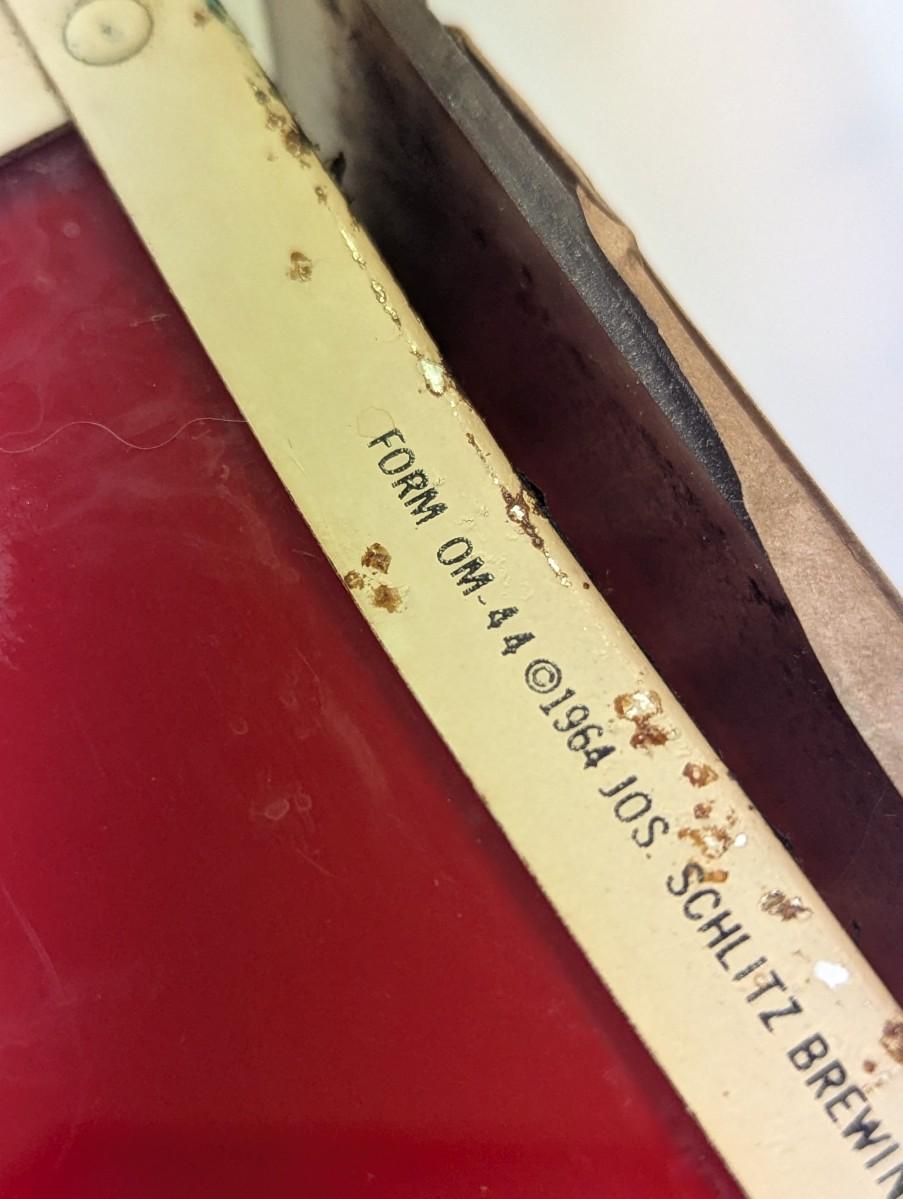 FORM OM-44 ©1964 JOS. SCHLITZ BREWIN